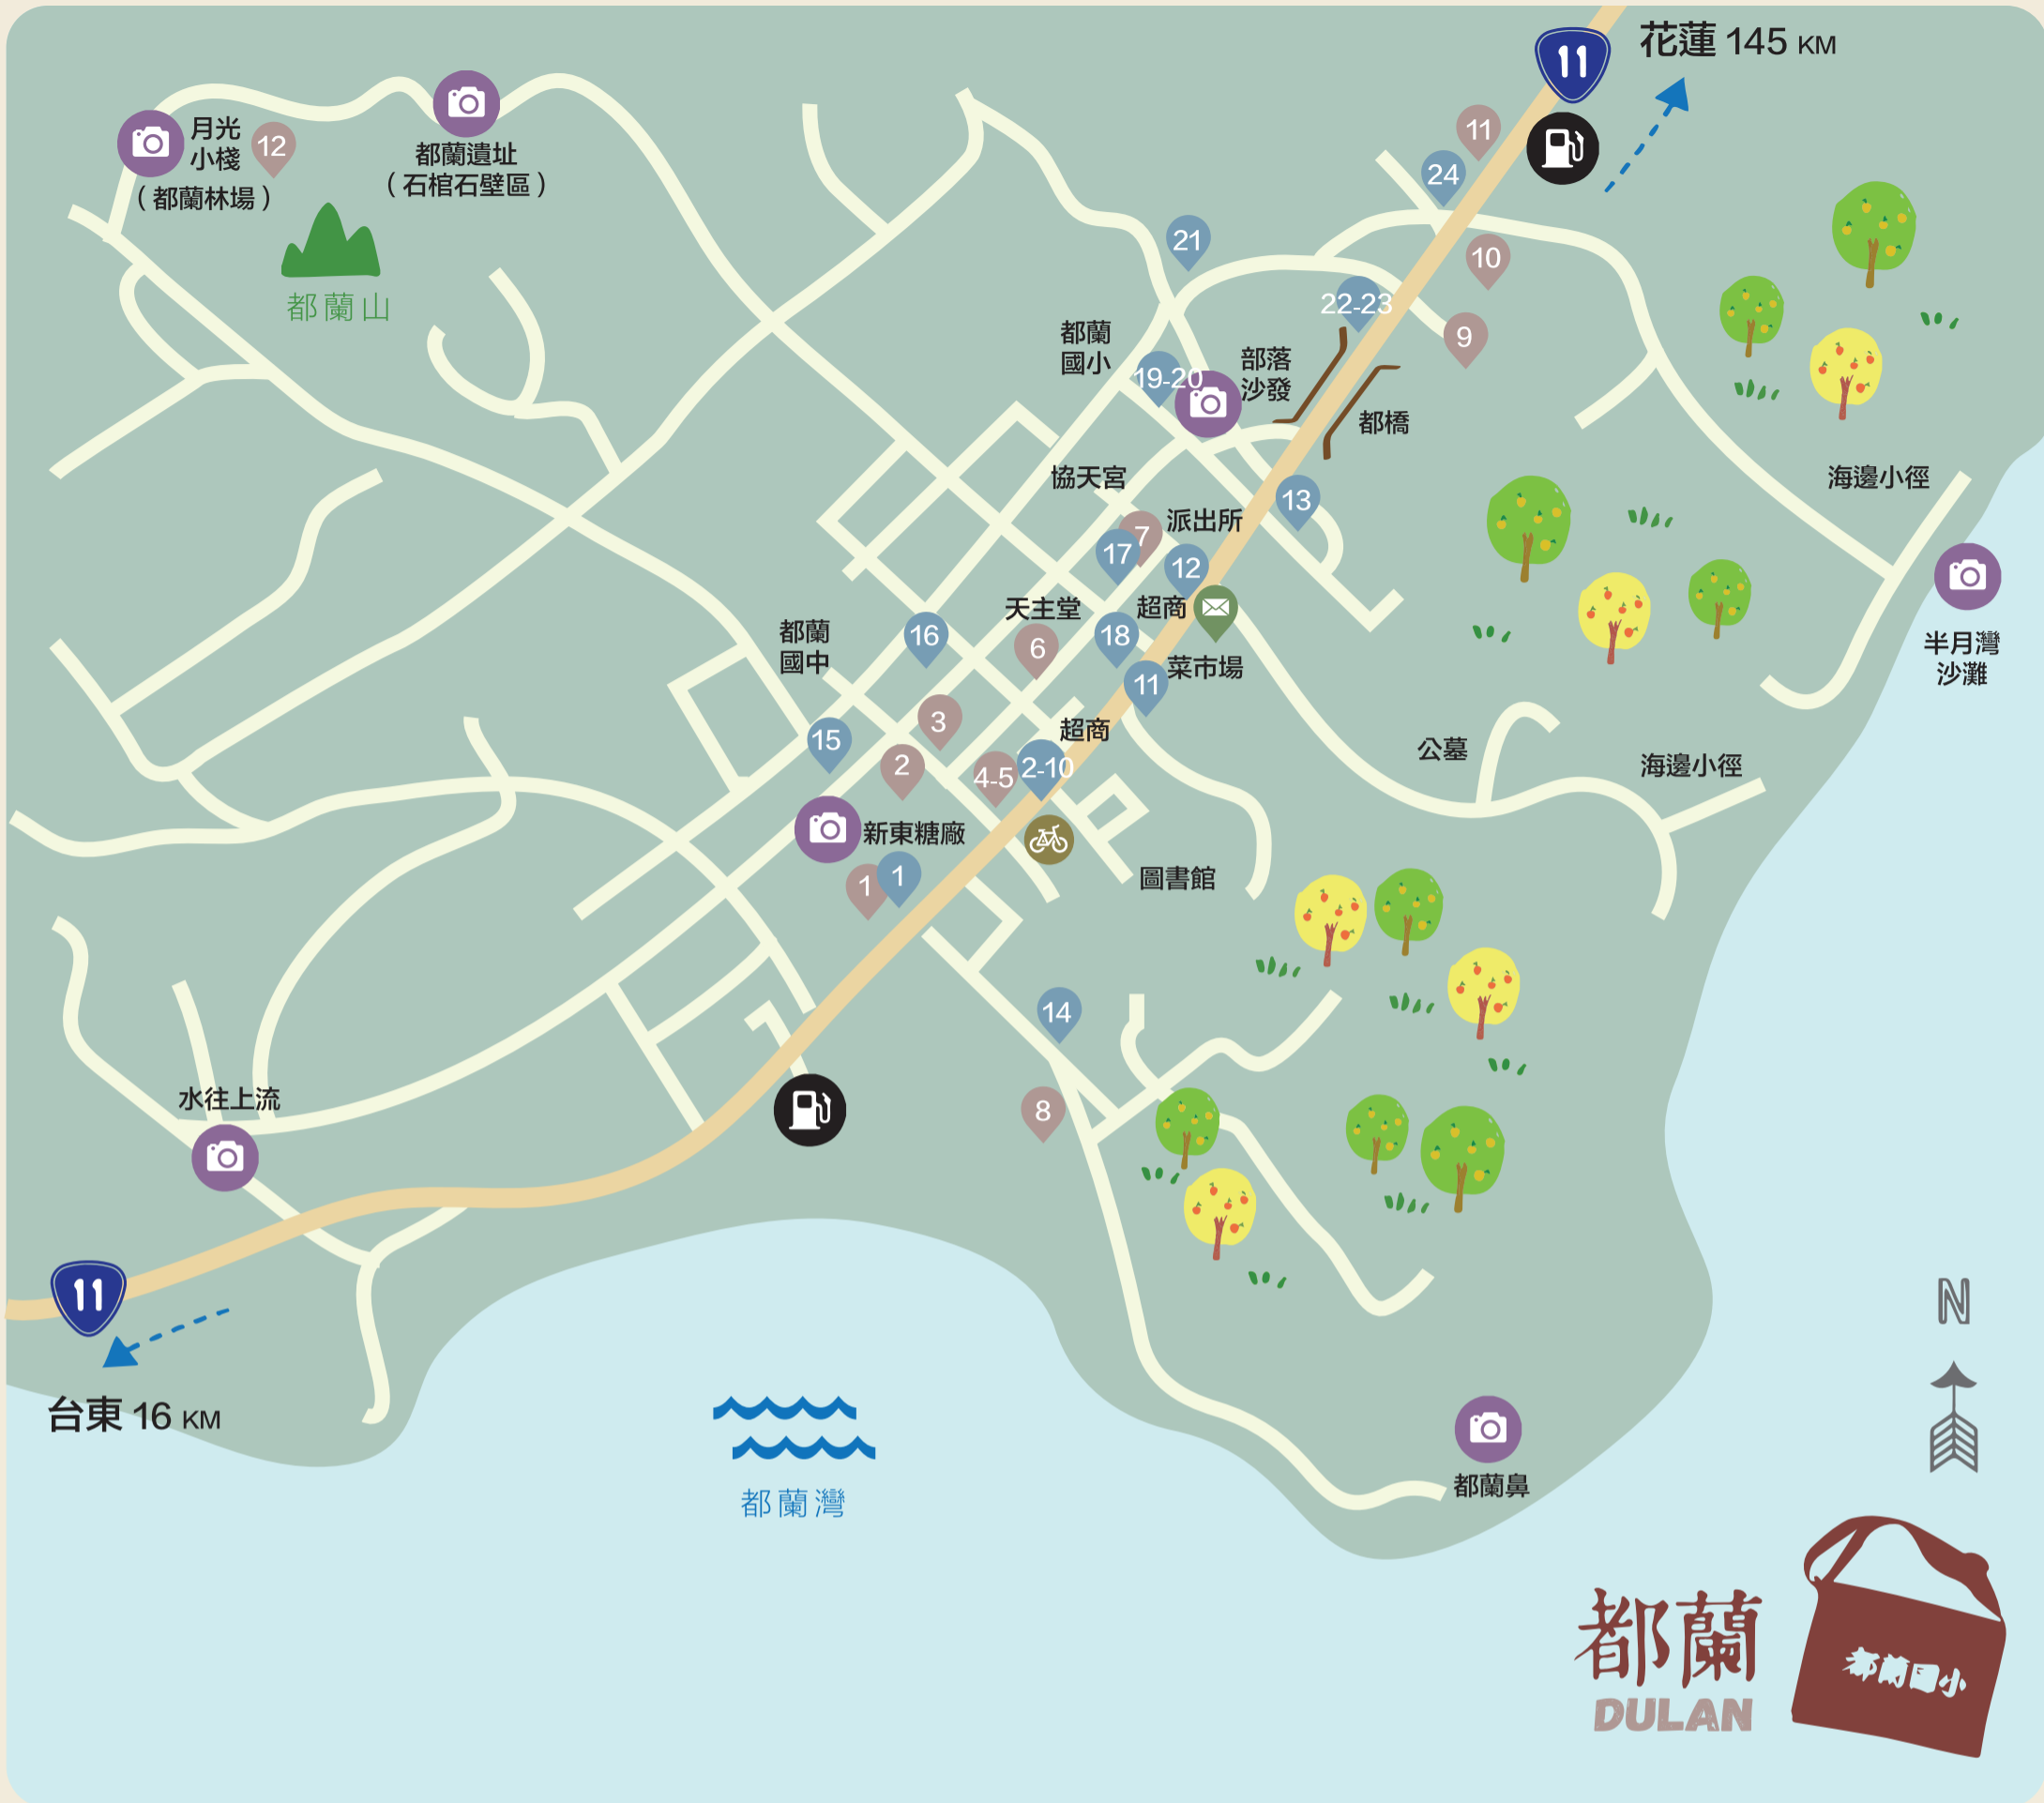 11
花蓮 145 KM
11
24
月光
小棧
12
(都蘭林場)
都蘭遺址
(石棺石壁區)
都蘭山
21
10
22-23
9
都蘭
國小
19-20
部落
沙發
都橋
協天宮
海邊小徑
13
派出所
7
17
12
天主堂
超商
都蘭
國中
16
6
18
菜市場
11
半月灣
沙灘
3
超商
15
2
4-5
2-10
公墓
海邊小徑
新東糖廠
1
1
圖書館
14
8
水往上流
11
台東 16 KM
N
都蘭灣
都蘭鼻
都蘭
DULAN
都蘭国小